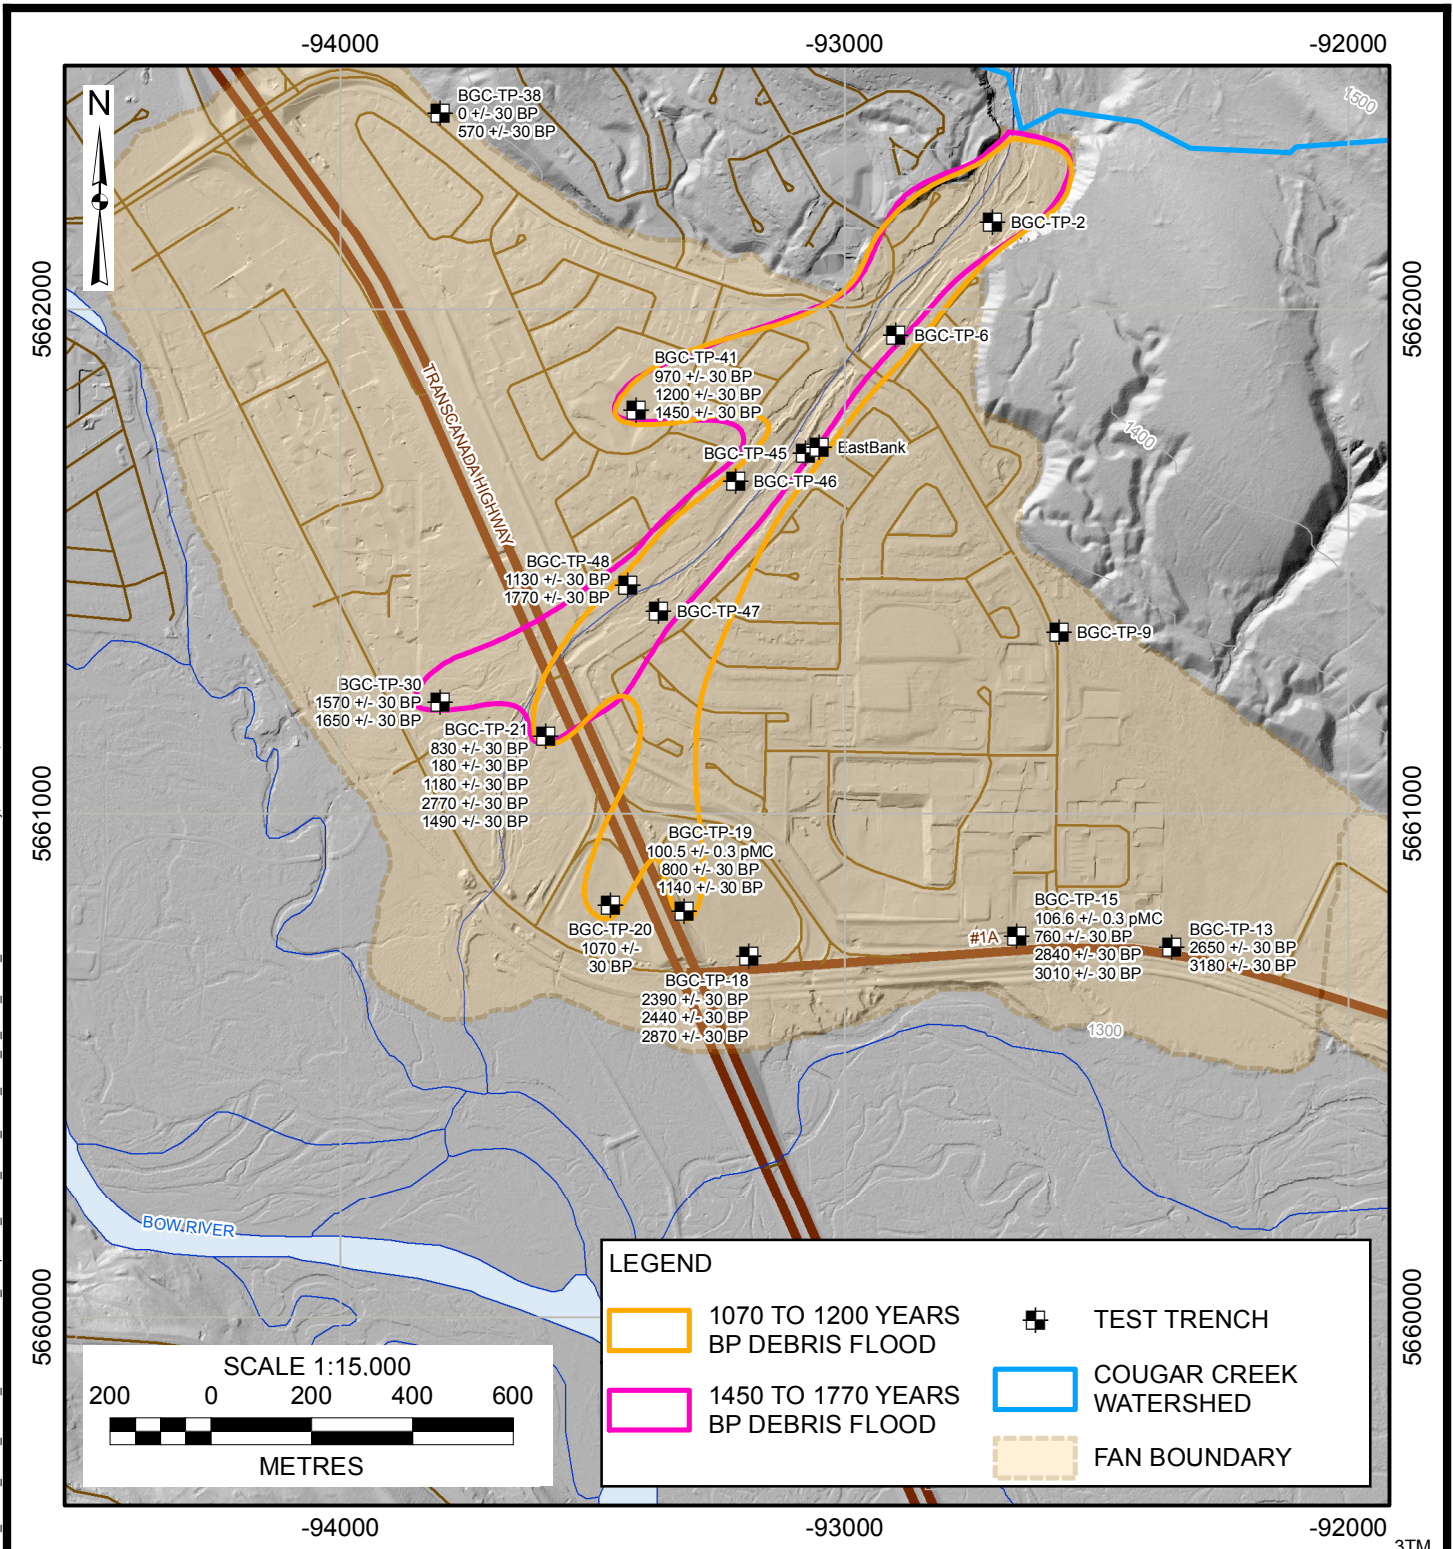 -94000
-93000
-92000
N
BGC-TP-38
0 +/- 30 BP
570 +/- 30 BP
1500
BGC-TP-2
5662000
5662000
BGC-TP-6
BGC-TP-41
970 +/- 30 BP
1200 +/- 30 BP
1450 +/- 30 BP
TRANSCANADA HIGHWAY
1400
BGC-TP-45
EastBank
BGC-TP-46
BGC-TP-48
1130 +/- 30 BP
1770 +/- 30 BP
BGC-TP-47
BGC-TP-9
BGC-TP-30
1570 +/- 30 BP
1650 +/- 30 BP
BGC-TP-21
830 +/- 30 BP
180 +/- 30 BP
1180 +/- 30 BP
2770 +/- 30 BP
1490 +/- 30 BP
5661000
5661000
BGC-TP-19
100.5 +/- 0.3 pMC
800 +/- 30 BP
1140 +/- 30 BP
BGC-TP-20
1070 +/-
30 BP
BGC-TP-15
106.6 +/- 0.3 pMC
760 +/- 30 BP
2840 +/- 30 BP
3010 +/- 30 BP
#1A
BGC-TP-13
2650 +/- 30 BP
3180 +/- 30 BP
BGC-TP-18
2390 +/- 30 BP
2440 +/- 30 BP
2870 +/- 30 BP
1300
BOW RIVER
5660000
5660000
LEGEND
1070 TO 1200 YEARS
BP DEBRIS FLOOD
1450 TO 1770 YEARS
BP DEBRIS FLOOD
TEST TRENCH
COUGAR CREEK
WATERSHED
FAN BOUNDARY
SCALE 1:15,000
200 0 200 400 600
METRES
-94000
-93000
-92000
3TM